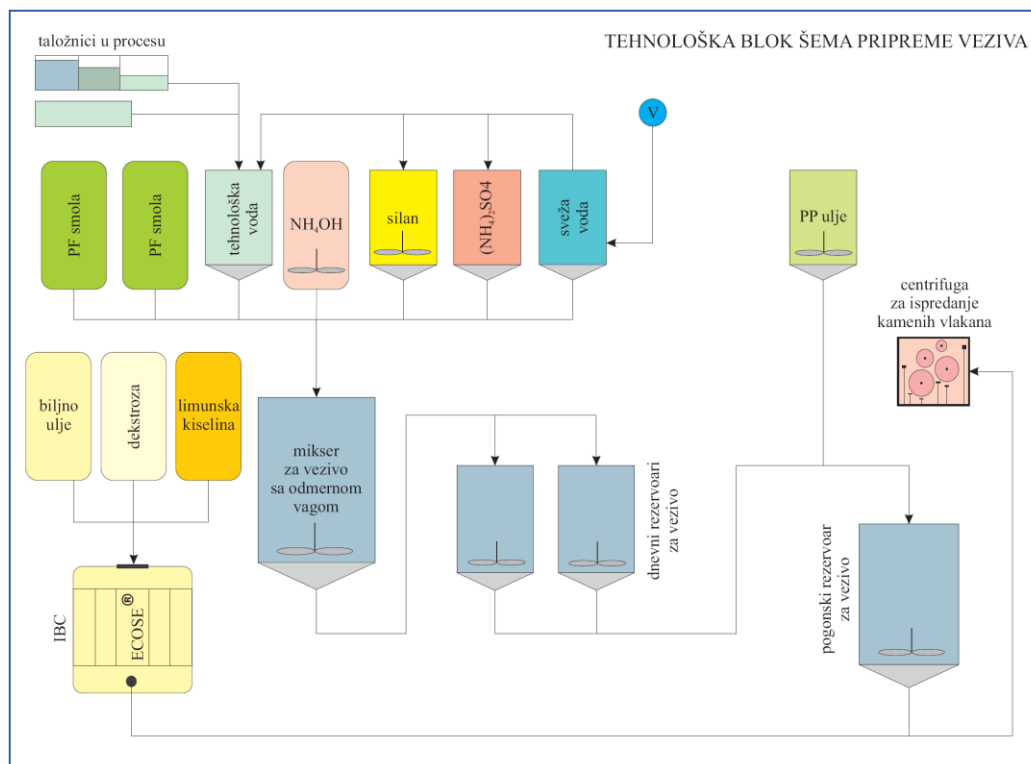 taložnici u procesu
TEHNOLOŠKA BLOK ŠEMA PRIPREME VEZIVA
V
PF smola
PF smola
tehnološka
voda
NH₄OH
silan
(NH₄)₂SO4
sveža
voda
PP ulje
centrifuga
za ispredanje
kamenih vlakana
biljno
ulje
dekstroza
limunska
kiselina
mikser
za vezivo
sa odmernom
vagom
dnevni rezervoari
za vezivo
pogonski rezervoar
za vezivo
IBC
ECOSE®